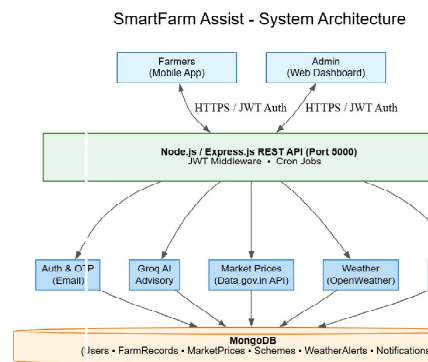 SmartFarm Assist - System Architecture
Farmers
(Mobile App)
Admin
(Web Dashboard)
HTTPS / JWT Auth
HTTPS / JWT Auth
Node.js / Express.js REST API (Port 5000)
JWT Middleware • Cron Jobs
Auth & OTP
(Email)
Groq AI
Advisory
Market Prices
(Data.gov.in API)
Weather
(OpenWeather)
MongoDB
(Users • FarmRecords • MarketPrices • Schemes • WeatherAlerts • Notifications